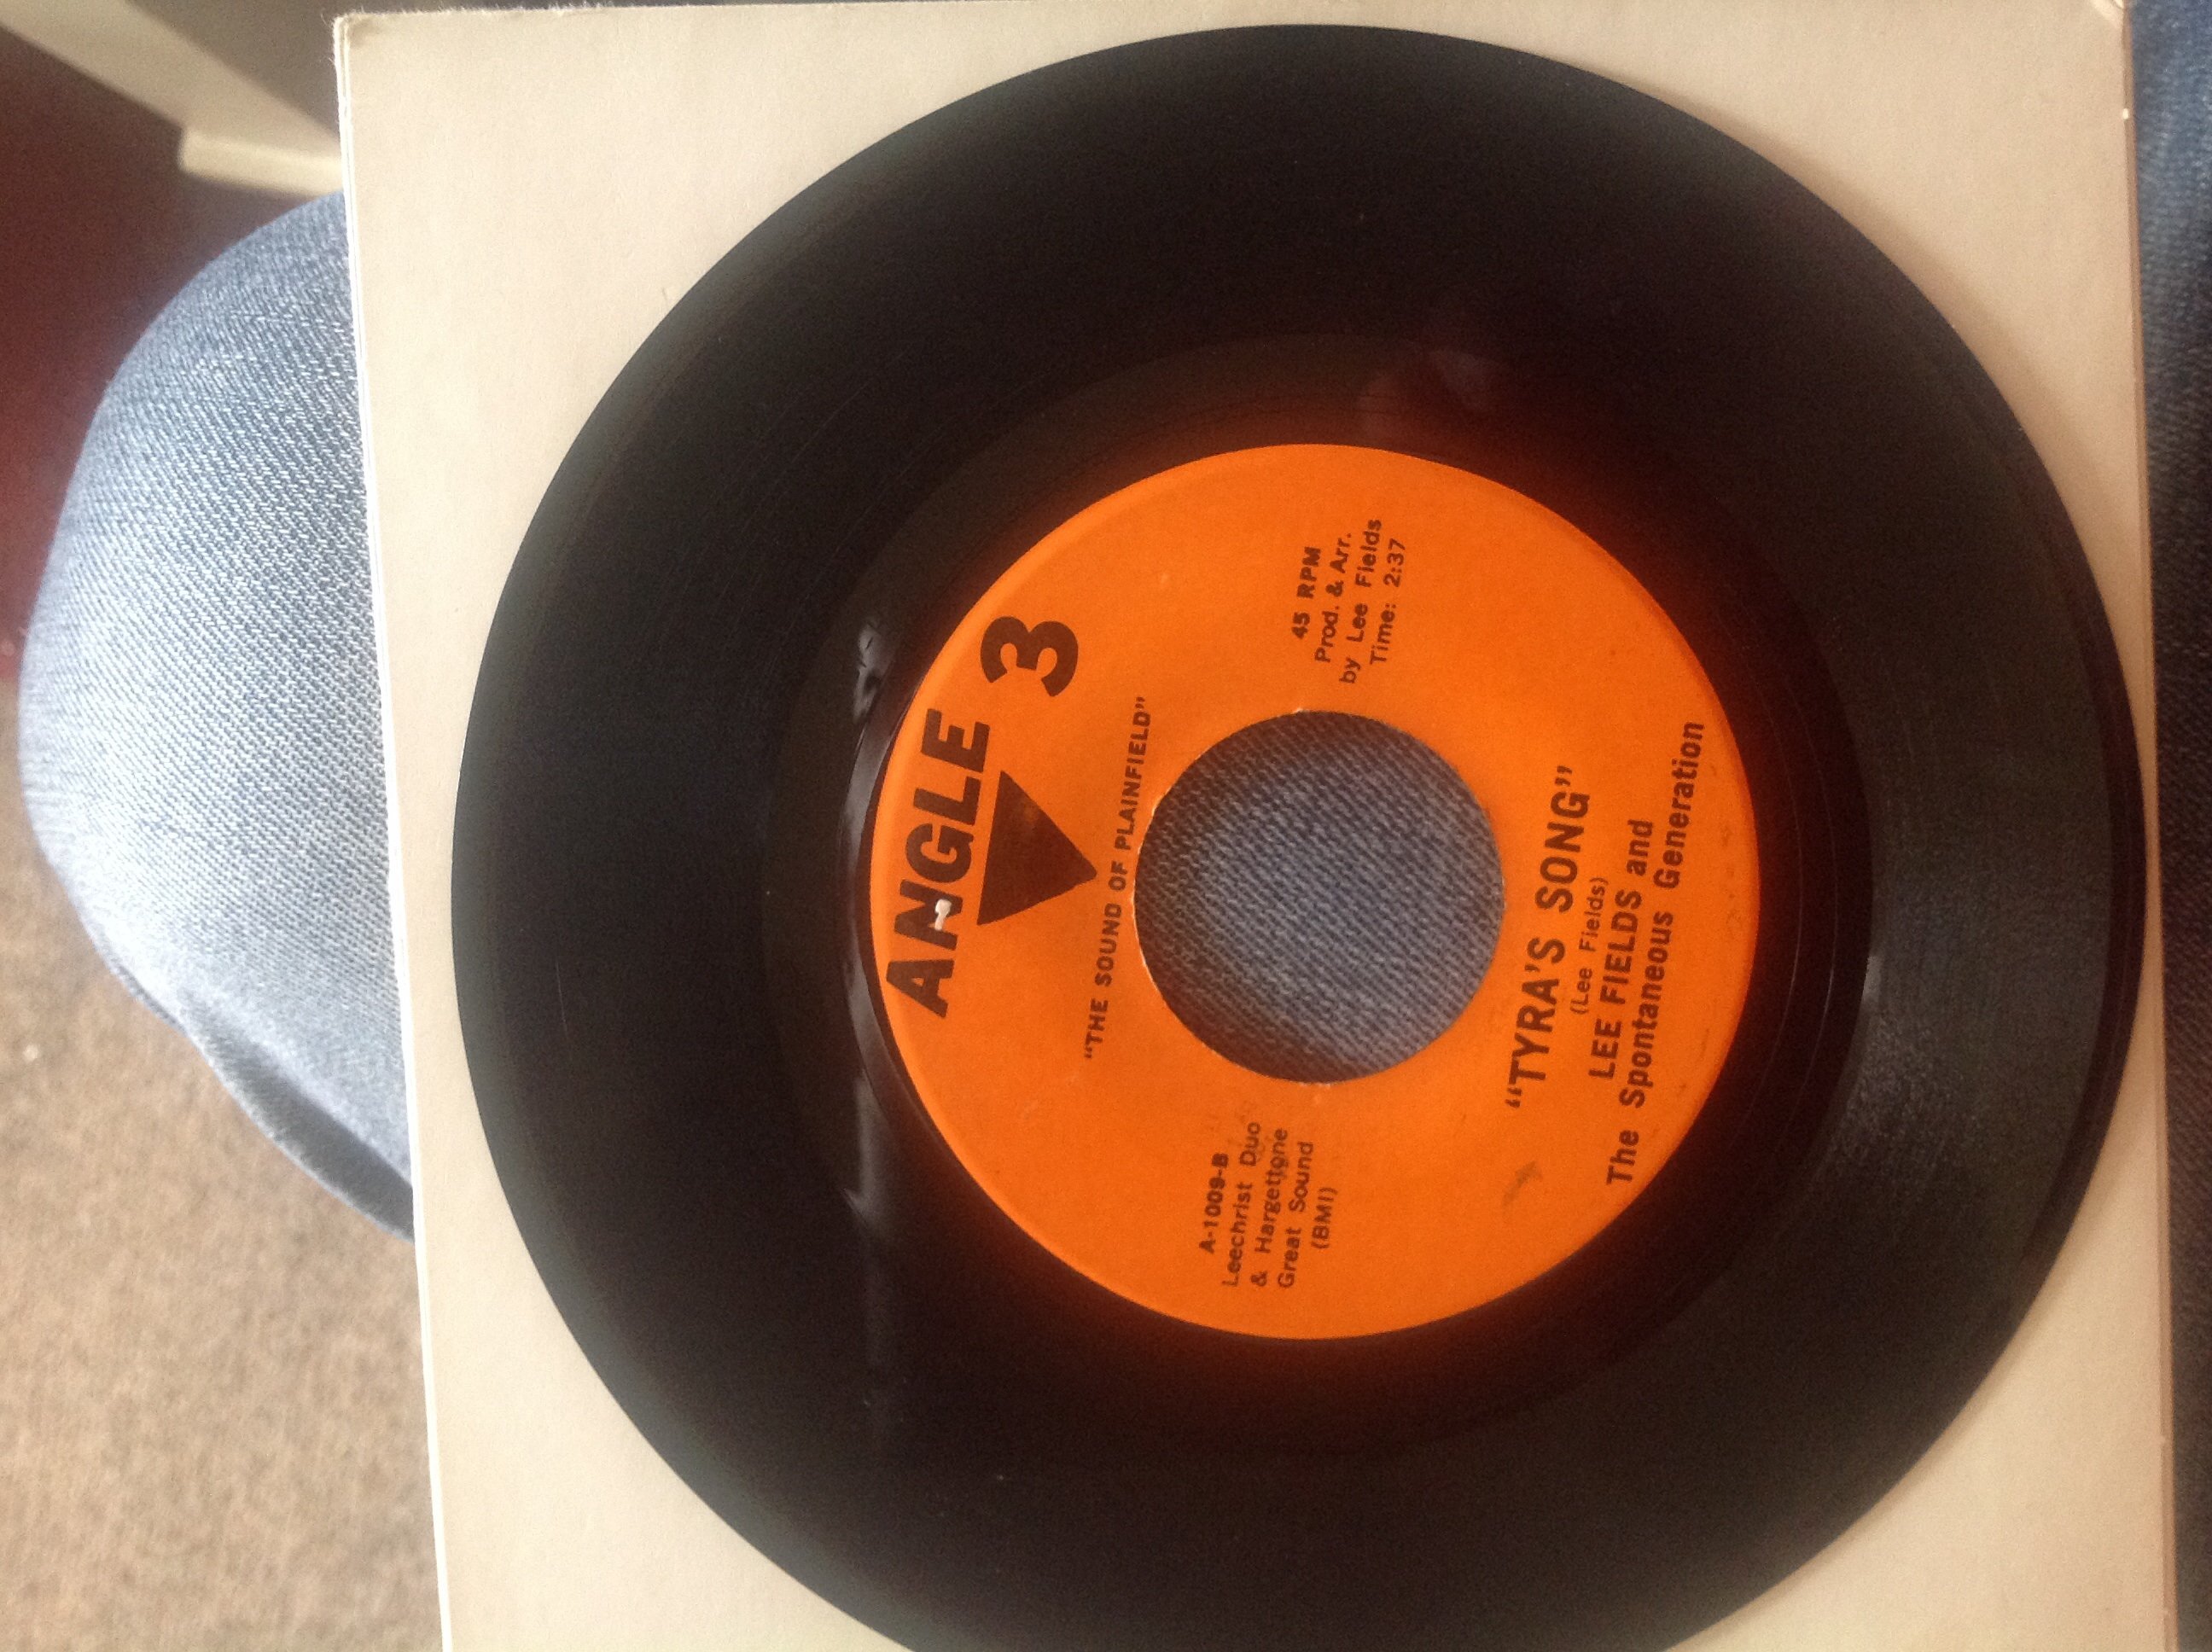 ANGLE 3
"THE SOUND OF PLAINFIELD"
A-1009-B
Leechrist Duo
& Hargettone
Great Sound
(BMI)
45 RPM
Prod. & Arr.
by Lee Fields
Time: 2:37
"TYRA'S SONG"
(Lee Fields)
LEE FIELDS and
The Spontaneous Generation